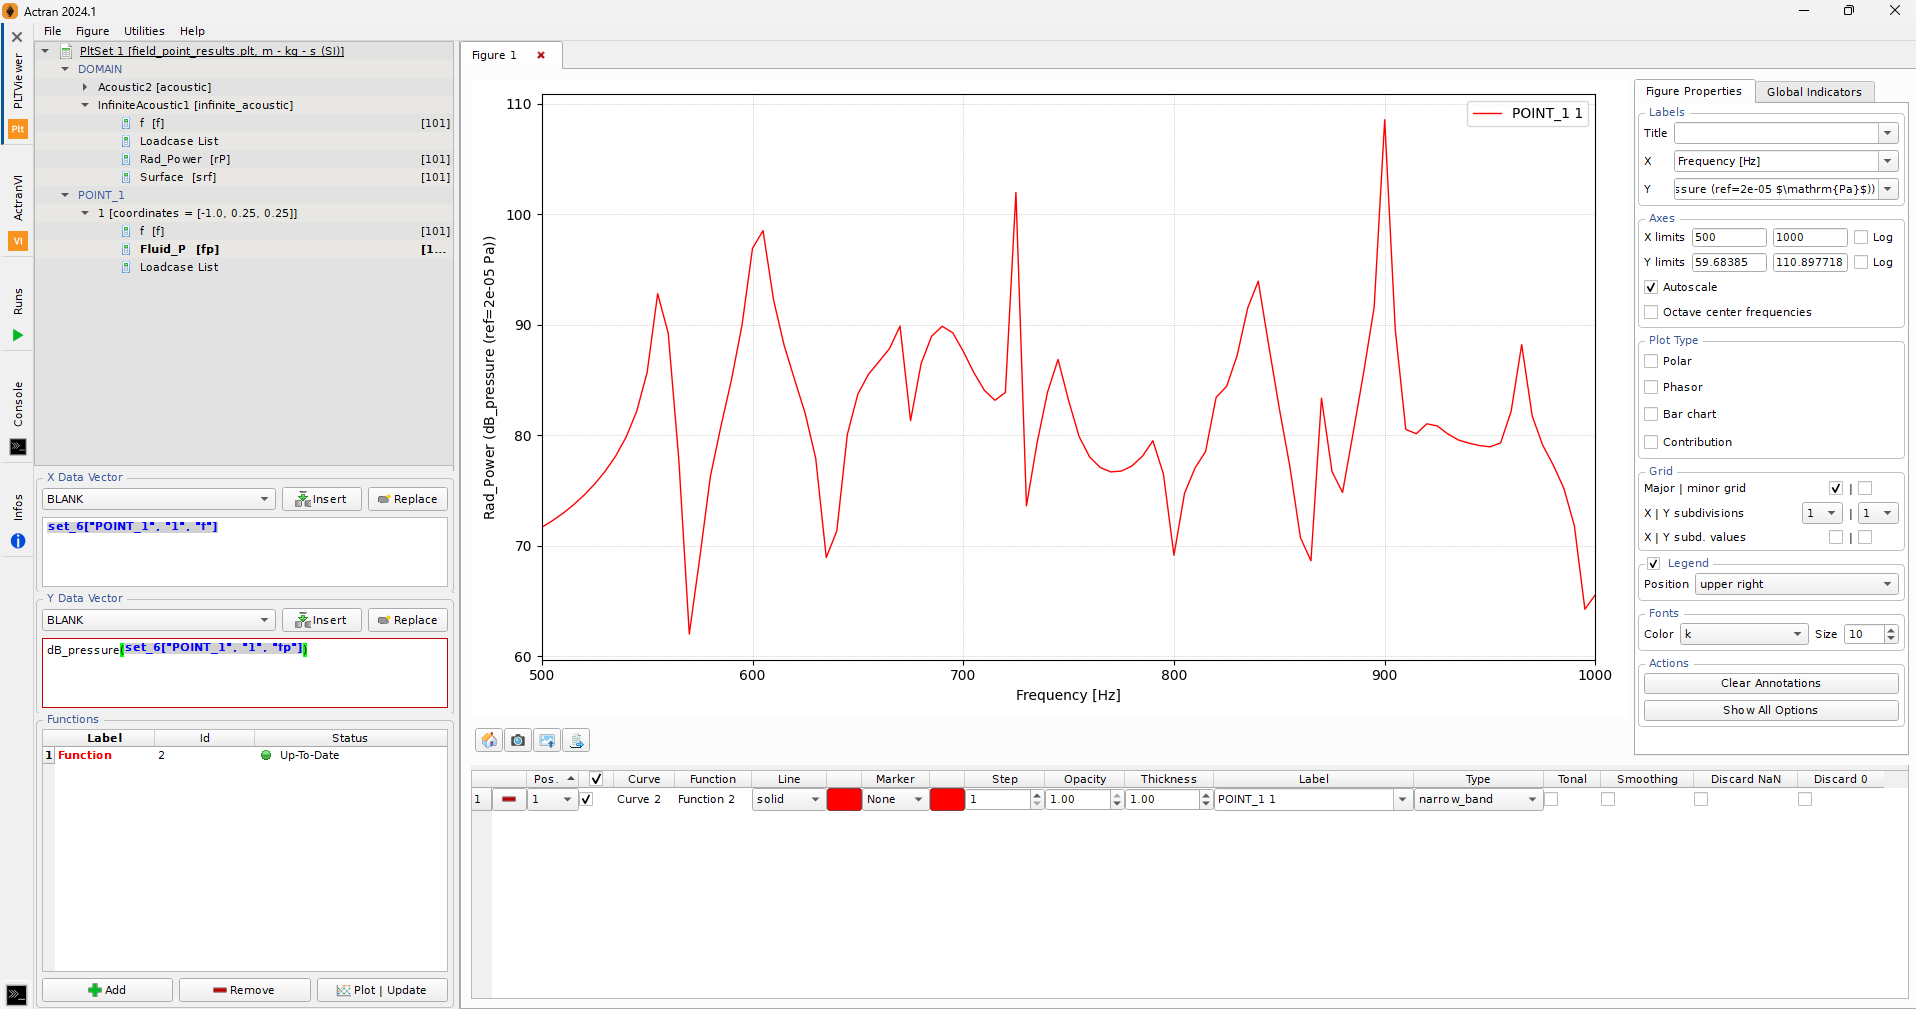 Actran 2024.1
File Figure Utilities Help
PLTViewer
Plt
ActranVI
VI
Runs
Console
Infos
PltSet 1 [field_point_results.plt, m - kg - s (SI)]
DOMAIN
Acoustic2 [acoustic]
InfiniteAcoustic1 [infinite_acoustic]
f [f] [101]
Loadcase List
Rad_Power [rP] [101]
Surface [srf] [101]
POINT_1
1 [coordinates = [-1.0, 0.25, 0.25]]
f [f] [101]
Fluid_P [fp] [1...
Loadcase List
X Data Vector
BLANK Insert Replace
set_6["POINT_1", "1", "f"]
Y Data Vector
BLANK Insert Replace
dB_pressure(set_6["POINT_1", "1", "fp"])
Functions
Label Id Status
1 Function 2 Up-To-Date
Add Remove Plot | Update
Figure 1
110
100
90
80
70
60
500 600 700 800 900 1000
Frequency [Hz]
Rad_Power (dB_pressure (ref=2e-05 Pa))
POINT_1 1
Pos. Curve Function Line Marker Step Opacity Thickness Label Type Tonal Smoothing Discard NaN Discard 0
1 1 Curve 2 Function 2 solid None 1 1.00 1.00 POINT_1 1 narrow_band
Figure Properties Global Indicators
Labels
Title
X Frequency [Hz]
Y ssure (ref=2e-05 $\mathrm{Pa}$))
Axes
X limits 500 1000 Log
Y limits 59.68385 110.897718 Log
Autoscale
Octave center frequencies
Plot Type
Polar
Phasor
Bar chart
Contribution
Grid
Major | minor grid |
X | Y subdivisions 1 | 1
X | Y subd. values |
Legend
Position upper right
Fonts
Color k Size 10
Actions
Clear Annotations
Show All Options